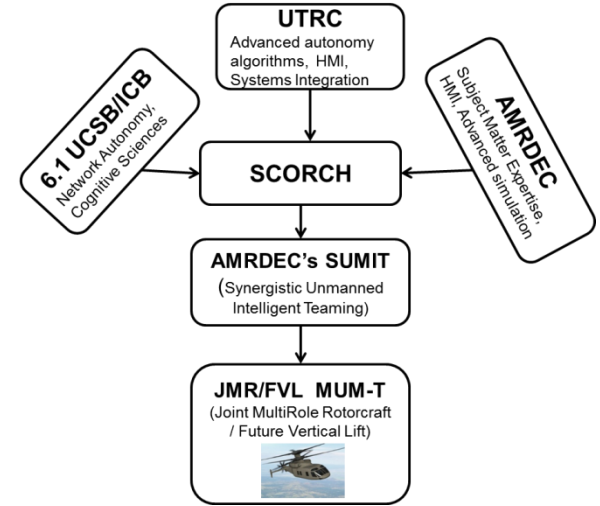 UTRC
Advanced autonomy
algorithms, HMI,
Systems Integration
6.1 UCSB/ICB
Network Autonomy,
Cognitive Sciences
AMRDEC
Subject Matter Expertise,
HMI, Advanced simulation
SCORCH
AMRDEC's SUMIT
(Synergistic Unmanned
Intelligent Teaming)
JMR/FVL MUM-T
(Joint MultiRole Rotorcraft
/ Future Vertical Lift)